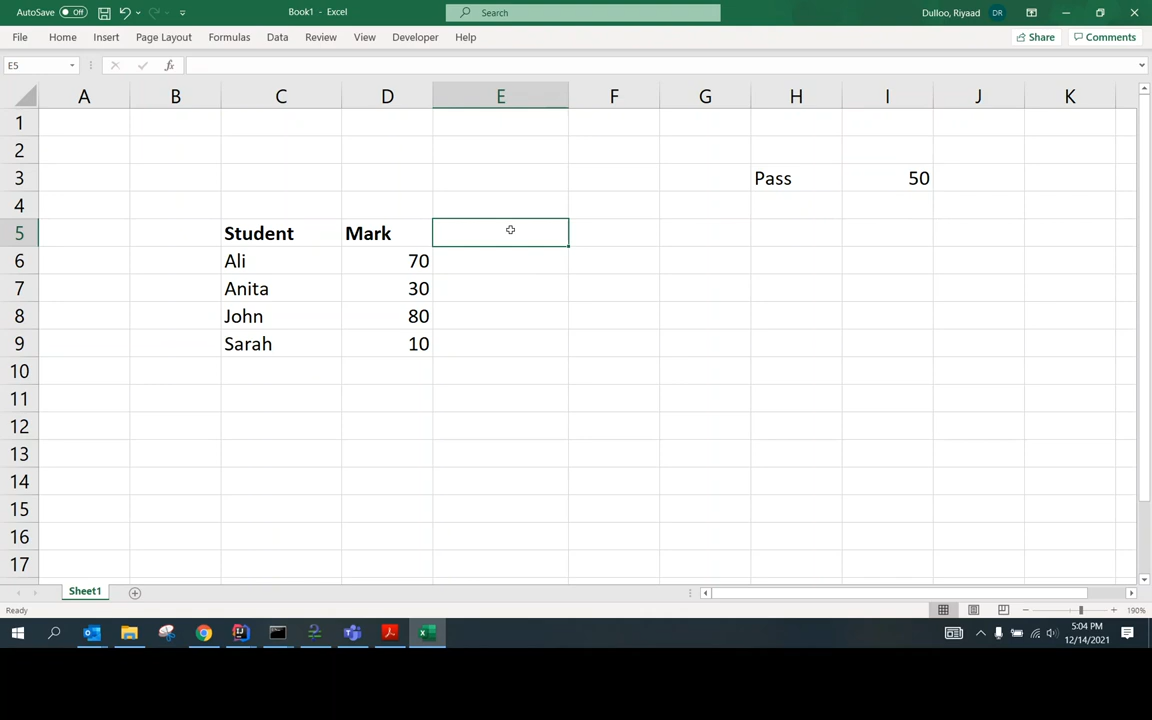 AutoSave Off Book1 - Excel Search Dulloo, Riyaad DR
File Home Insert Page Layout Formulas Data Review View Developer Help Share Comments
E5 fx
A B C D E F G H I J K
1
2
3 Pass 50
4
5 Student Mark
6 Ali 70
7 Anita 30
8 John 80
9 Sarah 10
10
11
12
13
14
15
16
17
Sheet1
Ready 190%
5:04 PM
12/14/2021